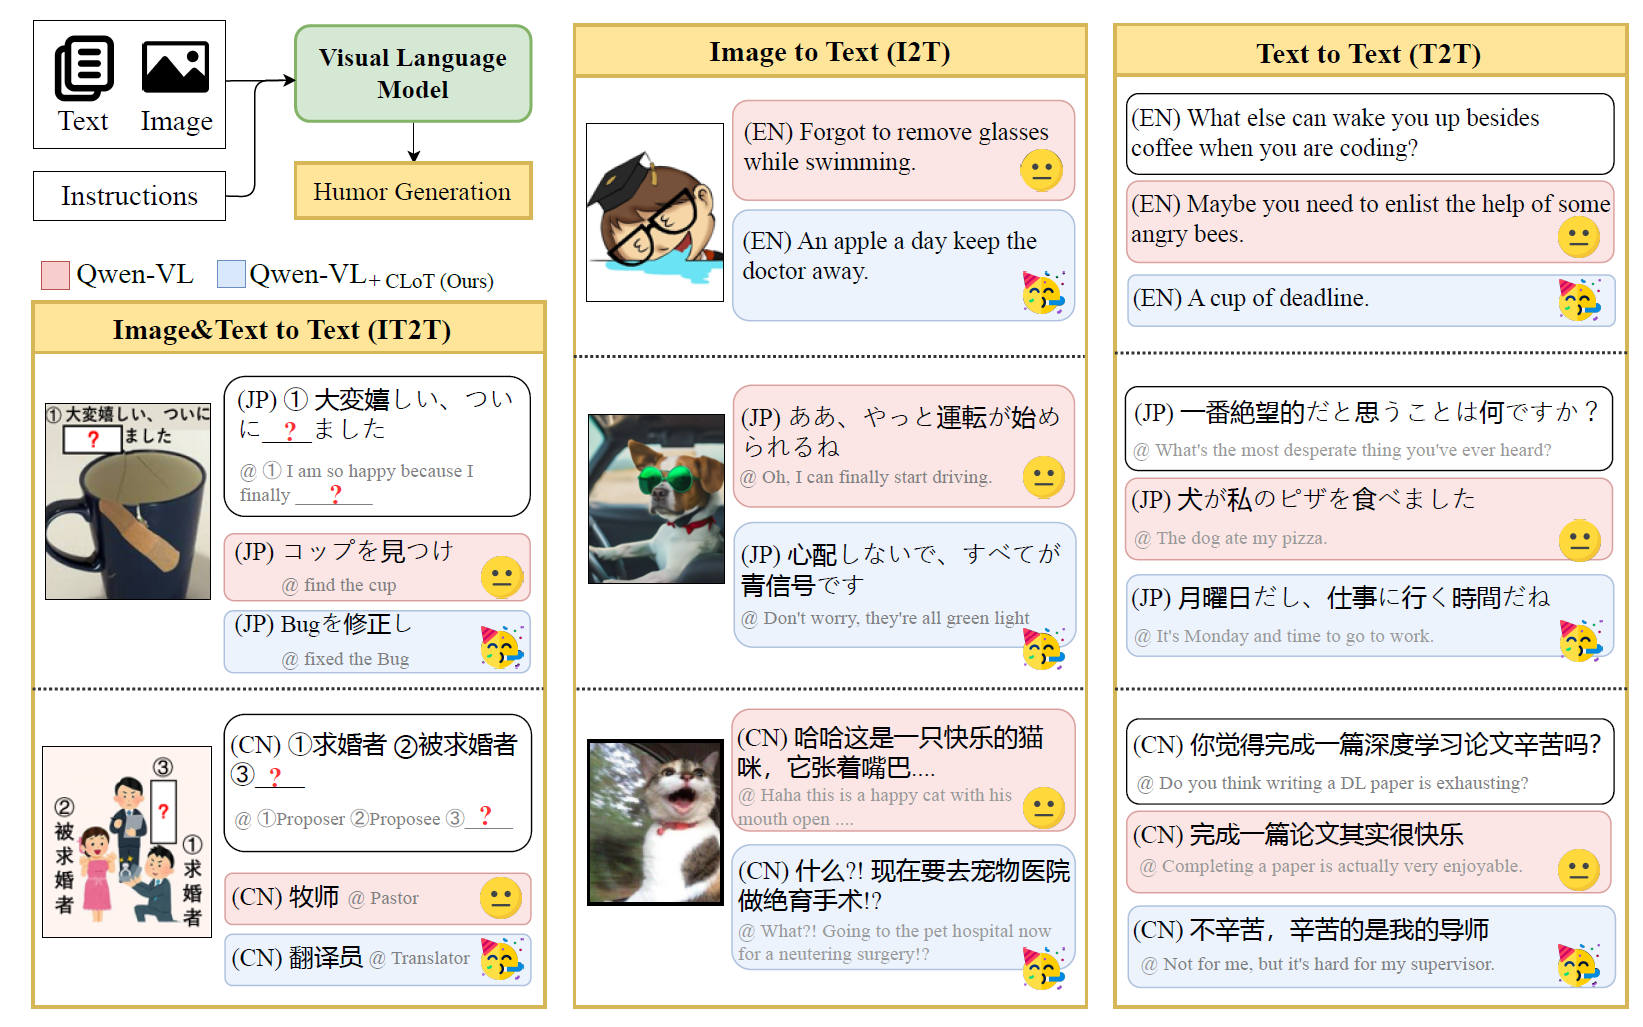 Text
Image
Instructions
Visual Language
Model
Humor Generation
Qwen-VL
Qwen-VL+ CLoT (Ours)
Image&Text to Text (IT2T)
① 大変嬉しい、ついに
?
ました
(JP) ① 大変嬉しい、つい
に__?__ました
@ ① I am so happy because I
finally ___?___
(JP) コップを見つけ
@ find the cup
(JP) Bugを修正し
@ fixed the Bug
③
?
②被求婚者
①求婚者
(CN) ①求婚者 ②被求婚者
③__?__
@ ①Proposer ②Proposee ③__?__
(CN) 牧师 @ Pastor
(CN) 翻译员 @ Translator
Image to Text (I2T)
(EN) Forgot to remove glasses
while swimming.
(EN) An apple a day keep the
doctor away.
(JP) ああ、やっと運転が始め
られるね
@ Oh, I can finally start driving.
(JP) 心配しないで、すべてが
青信号です
@ Don't worry, they're all green light
(CN) 哈哈这是一只快乐的猫
咪，它张着嘴巴....
@ Haha this is a happy cat with his
mouth open ....
(CN) 什么?! 现在要去宠物医院
做绝育手术!?
@ What?! Going to the pet hospital now
for a neutering surgery!?
Text to Text (T2T)
(EN) What else can wake you up besides
coffee when you are coding?
(EN) Maybe you need to enlist the help of some
angry bees.
(EN) A cup of deadline.
(JP) 一番絶望的だと思うことは何ですか？
@ What's the most desperate thing you've ever heard?
(JP) 犬が私のピザを食べました
@ The dog ate my pizza.
(JP) 月曜日だし、仕事に行く時間だね
@ It's Monday and time to go to work.
(CN) 你觉得完成一篇深度学习论文辛苦吗？
@ Do you think writing a DL paper is exhausting?
(CN) 完成一篇论文其实很快乐
@ Completing a paper is actually very enjoyable.
(CN) 不辛苦，辛苦的是我的导师
@ Not for me, but it's hard for my supervisor.